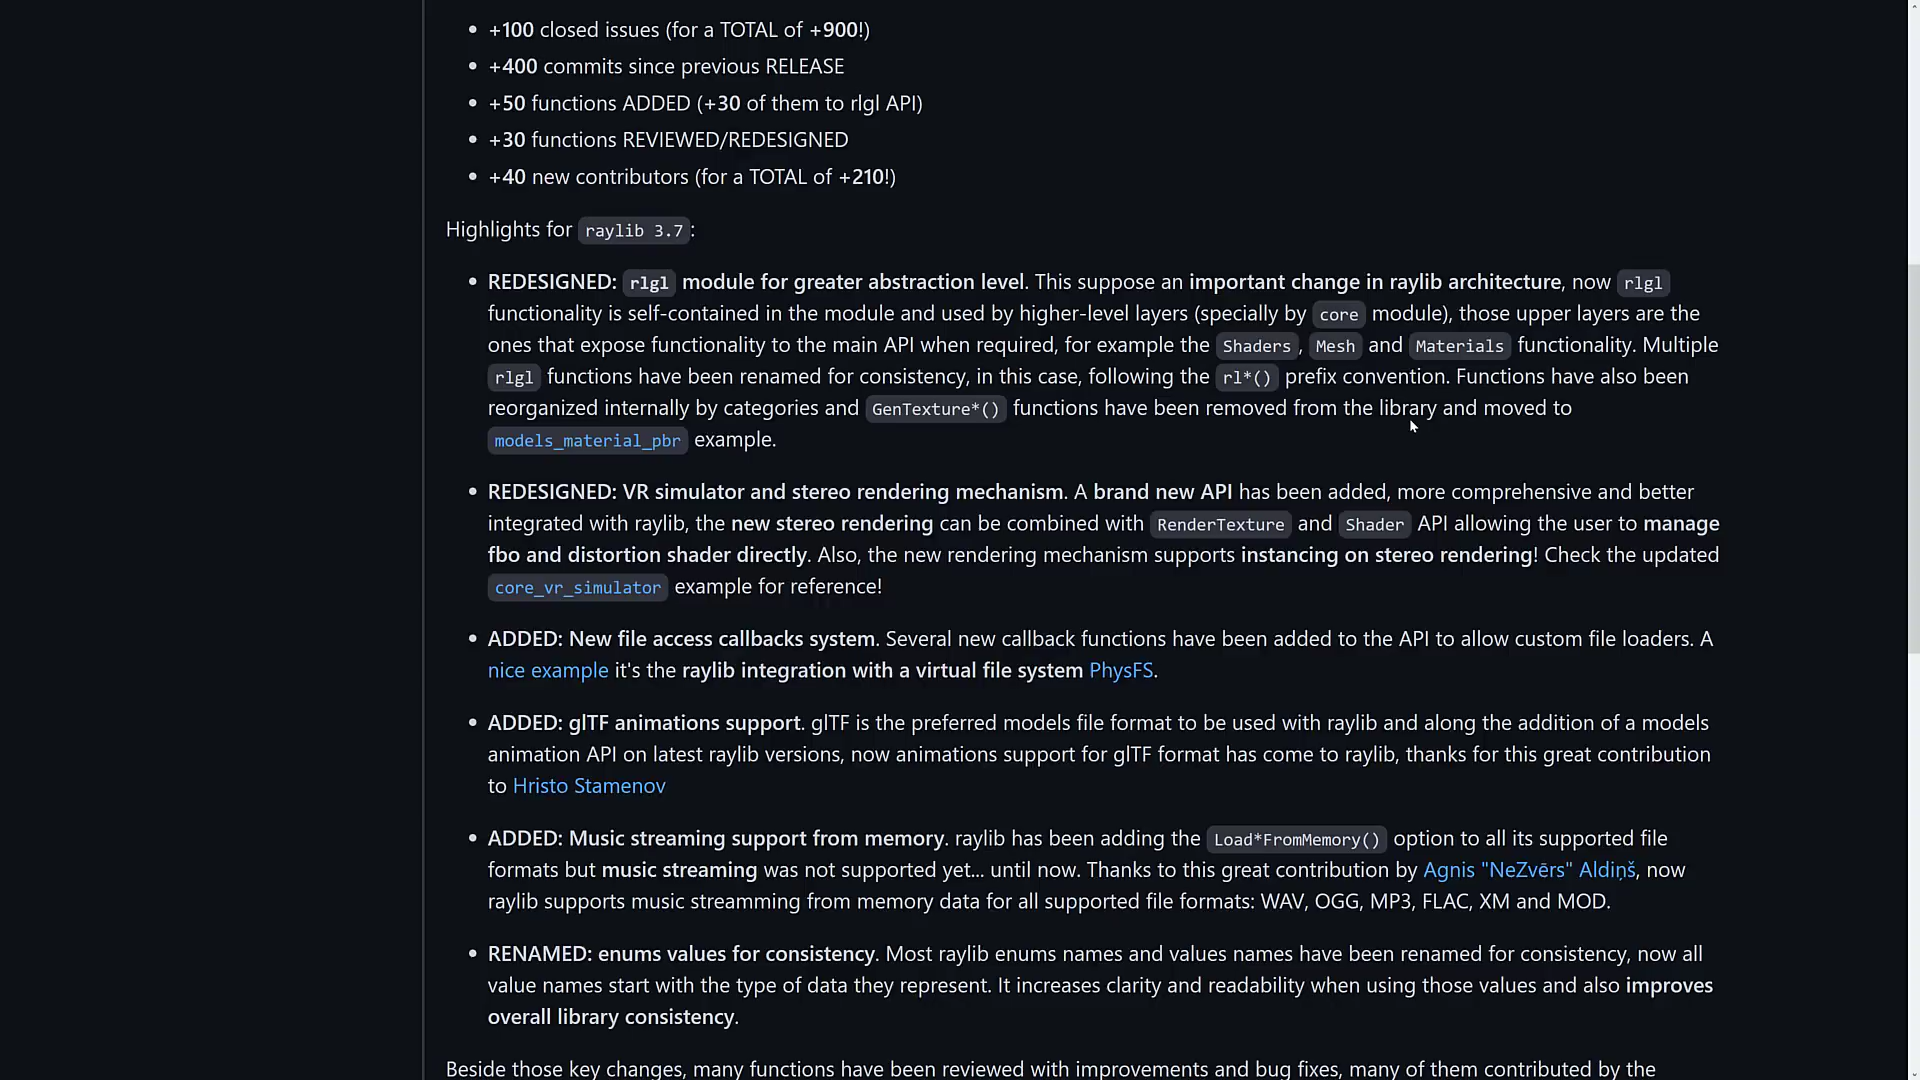 +100 closed issues (for a TOTAL of +900!)
+400 commits since previous RELEASE
+50 functions ADDED (+30 of them to rlgl API)
+30 functions REVIEWED/REDESIGNED
+40 new contributors (for a TOTAL of +210!)
Highlights for raylib 3.7:
REDESIGNED: rlgl module for greater abstraction level. This suppose an important change in raylib architecture, now rlgl
functionality is self-contained in the module and used by higher-level layers (specially by core module), those upper layers are the
ones that expose functionality to the main API when required, for example the Shaders, Mesh and Materials functionality. Multiple
rlgl functions have been renamed for consistency, in this case, following the rl*() prefix convention. Functions have also been
reorganized internally by categories and GenTexture*() functions have been removed from the library and moved to
models_material_pbr example.
REDESIGNED: VR simulator and stereo rendering mechanism. A brand new API has been added, more comprehensive and better
integrated with raylib, the new stereo rendering can be combined with RenderTexture and Shader API allowing the user to manage
fbo and distortion shader directly. Also, the new rendering mechanism supports instancing on stereo rendering! Check the updated
core_vr_simulator example for reference!
ADDED: New file access callbacks system. Several new callback functions have been added to the API to allow custom file loaders. A
nice example it's the raylib integration with a virtual file system PhysFS.
ADDED: glTF animations support. glTF is the preferred models file format to be used with raylib and along the addition of a models
animation API on latest raylib versions, now animations support for glTF format has come to raylib, thanks for this great contribution
to Hristo Stamenov
ADDED: Music streaming support from memory. raylib has been adding the Load*FromMemory() option to all its supported file
formats but music streaming was not supported yet... until now. Thanks to this great contribution by Agnis "NeZvērs" Aldiņš, now
raylib supports music streamming from memory data for all supported file formats: WAV, OGG, MP3, FLAC, XM and MOD.
RENAMED: enums values for consistency. Most raylib enums names and values names have been renamed for consistency, now all
value names start with the type of data they represent. It increases clarity and readability when using those values and also improves
overall library consistency.
Beside those key changes, many functions have been reviewed with improvements and bug fixes, many of them contributed by the